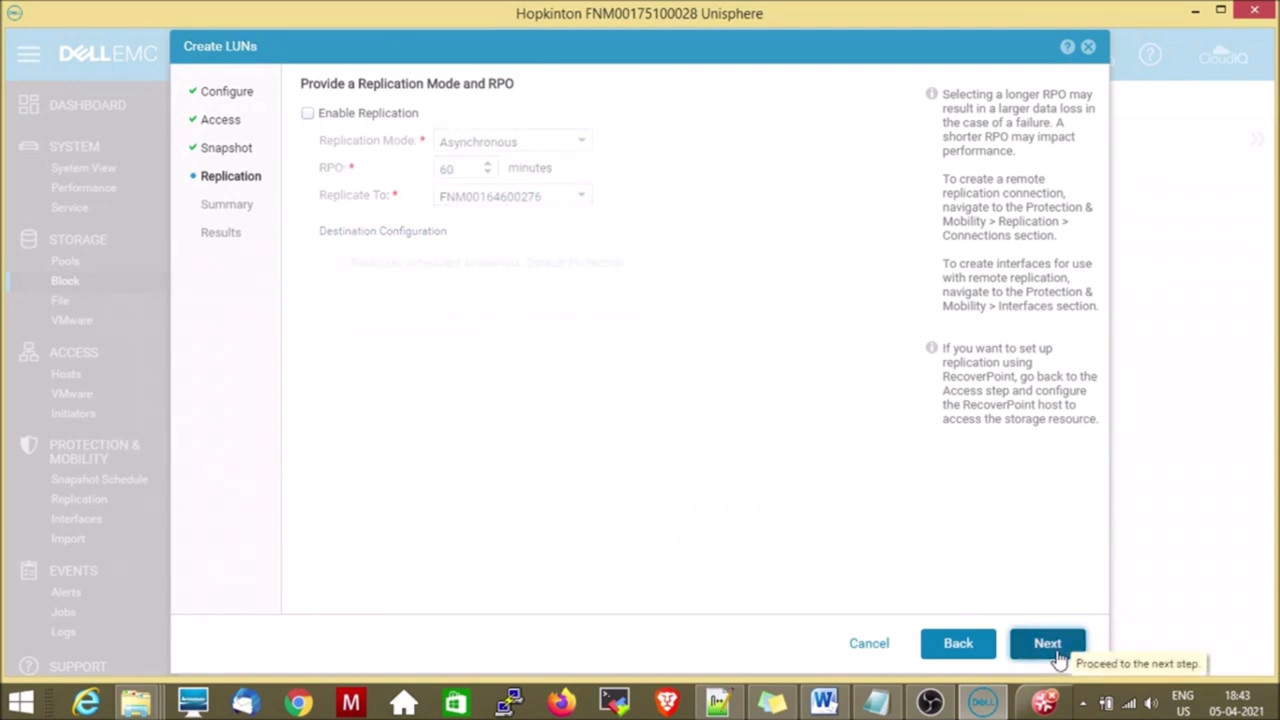 Hopkinton FNM00175100028 Unisphere
DELLEMC
CloudIQ
DASHBOARD
SYSTEM
System View
Performance
Service
STORAGE
Pools
Block
File
VMware
ACCESS
Hosts
VMware
Initiators
PROTECTION &
MOBILITY
Snapshot Schedule
Replication
Interfaces
Import
EVENTS
Alerts
Jobs
Logs
SUPPORT
Create LUNs
Configure
Access
Snapshot
Replication
Summary
Results
Provide a Replication Mode and RPO
Enable Replication
Replication Mode: * Asynchronous
RPO: * 60 minutes
Replicate To: * FNM00164600276
Destination Configuration
Selecting a longer RPO may
result in a larger data loss in
the case of a failure. A
shorter RPO may impact
performance.
To create a remote
replication connection,
navigate to the Protection &
Mobility > Replication >
Connections section.
To create interfaces for use
with remote replication,
navigate to the Protection &
Mobility > Interfaces section.
If you want to set up
replication using
RecoverPoint, go back to the
Access step and configure
the RecoverPoint host to
access the storage resource.
Cancel
Back
Next
Proceed to the next step.
M
DELL
ENG
US
18:43
05-04-2021